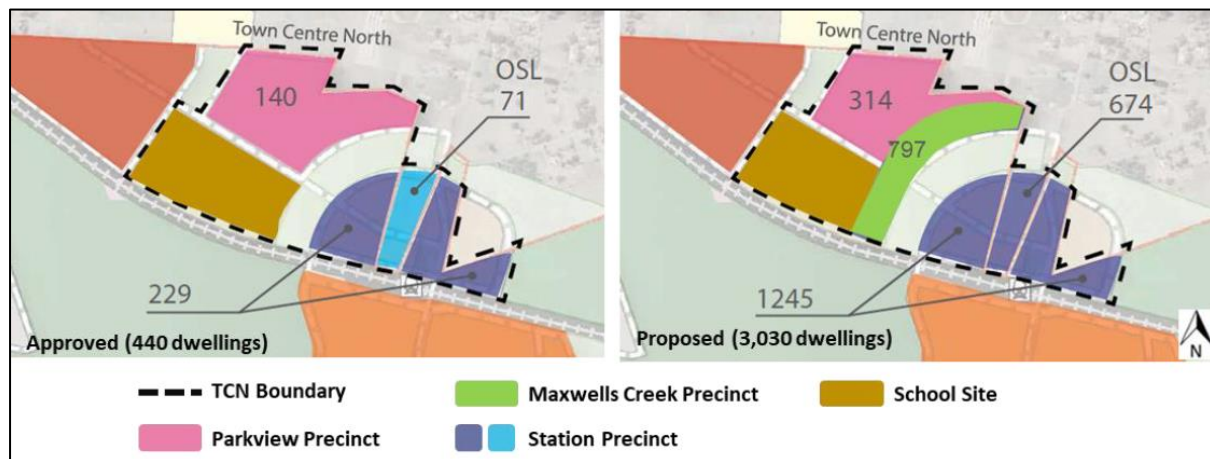 Town Centre North
OSL
71
140
229
Approved (440 dwellings)
Town Centre North
OSL
674
314
797
1245
Proposed (3,030 dwellings)
N
TCN Boundary
Maxwells Creek Precinct
School Site
Parkview Precinct
Station Precinct